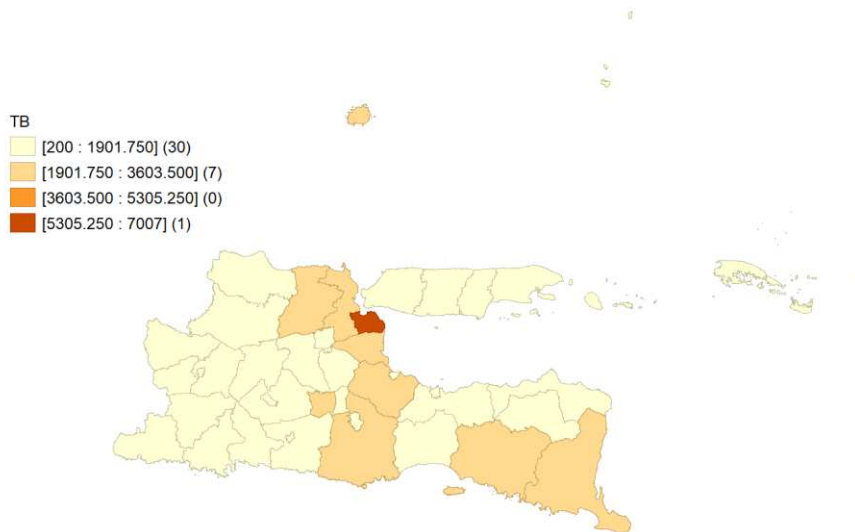 TB
[200 : 1901.750] (30)
[1901.750 : 3603.500] (7)
[3603.500 : 5305.250] (0)
[5305.250 : 7007] (1)